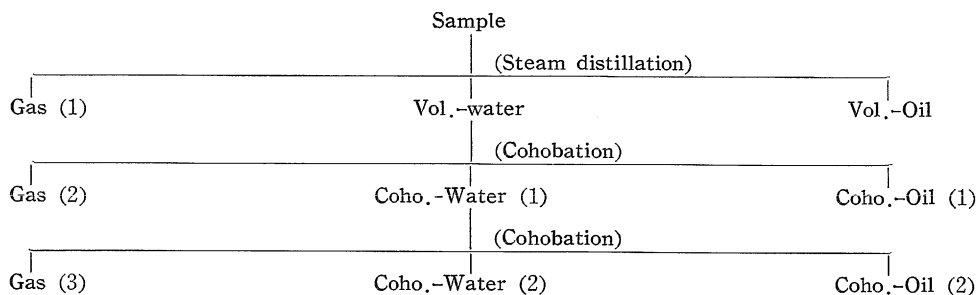 Sample
(Steam distillation)
Gas (1) Vol.-water Vol.-Oil
(Cohobation)
Gas (2) Coho.-Water (1) Coho.-Oil (1)
(Cohobation)
Gas (3) Coho.-Water (2) Coho.-Oil (2)